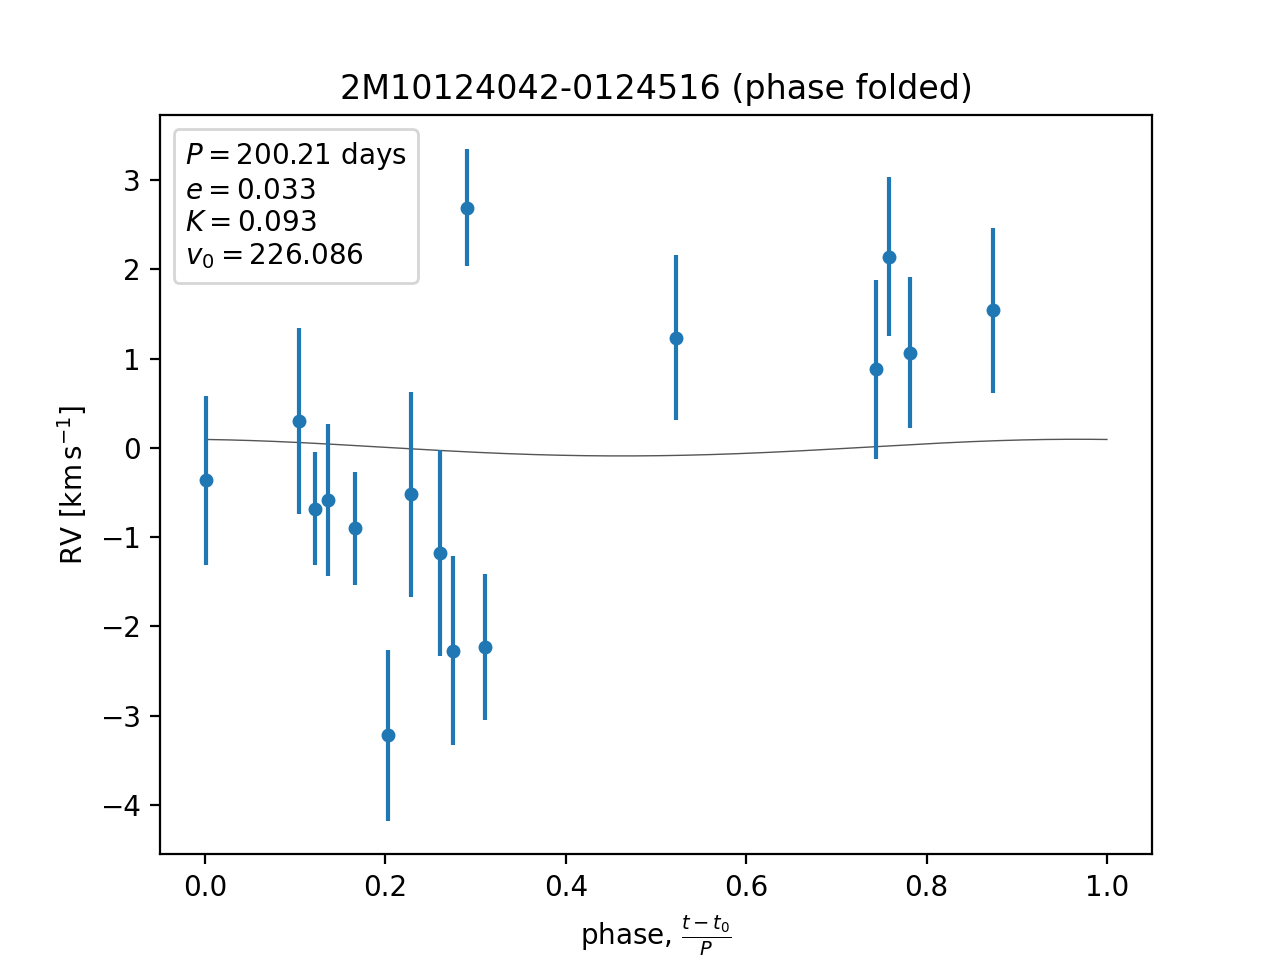 2M10124042-0124516 (phase folded)
P = 200.21 days
e = 0.033
K = 0.093
v₀ = 226.086
3
2
1
0
−1
−2
−3
−4
RV [km s⁻¹]
0.0 0.2 0.4 0.6 0.8 1.0
phase, (t − t₀)/P